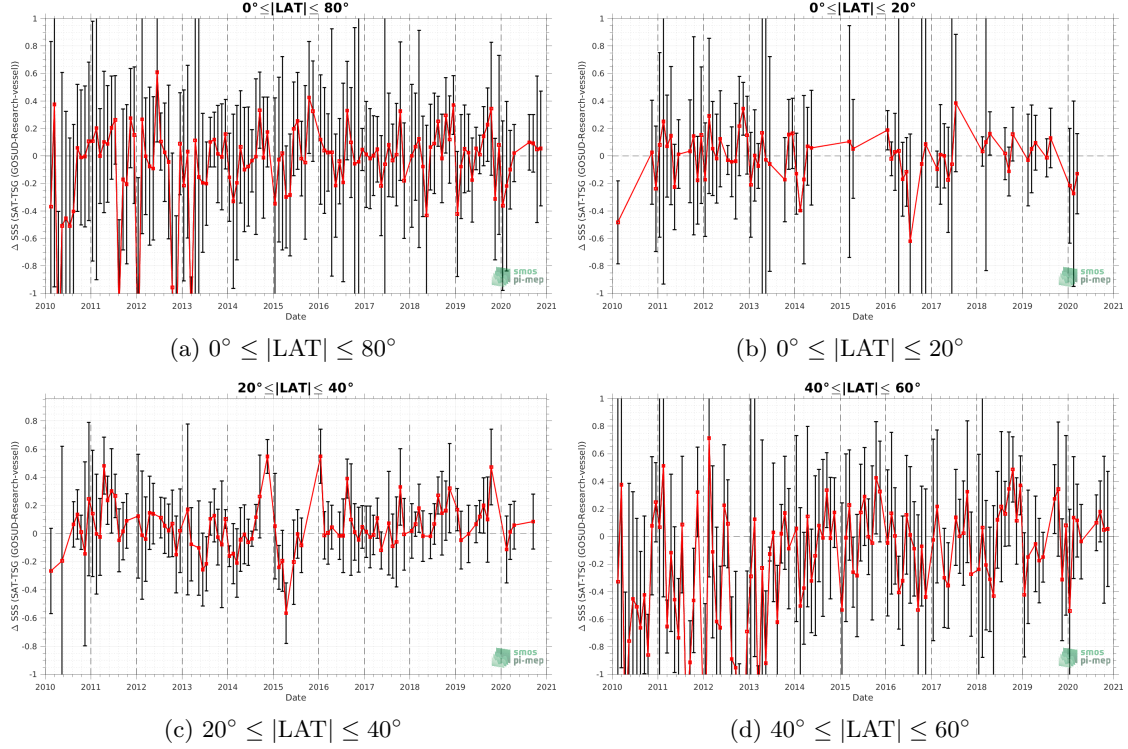 0°≤|LAT|≤ 80°
Δ SSS (SAT-TSG (GOSUD-Research-vessel))
1
0.8
0.6
0.4
0.2
0
-0.2
-0.4
-0.6
-0.8
-1
2010 2011 2012 2013 2014 2015 2016 2017 2018 2019 2020 2021
Date
smos
pi-mep
(a) 0° ≤ |LAT| ≤ 80°
0°≤|LAT|≤ 20°
Δ SSS (SAT-TSG (GOSUD-Research-vessel))
1
0.8
0.6
0.4
0.2
0
-0.2
-0.4
-0.6
-0.8
-1
2010 2011 2012 2013 2014 2015 2016 2017 2018 2019 2020 2021
Date
smos
pi-mep
(b) 0° ≤ |LAT| ≤ 20°
20°≤|LAT|≤ 40°
Δ SSS (SAT-TSG (GOSUD-Research-vessel))
0.8
0.6
0.4
0.2
0
-0.2
-0.4
-0.6
-0.8
-1
2010 2011 2012 2013 2014 2015 2016 2017 2018 2019 2020 2021
Date
smos
pi-mep
(c) 20° ≤ |LAT| ≤ 40°
40°≤|LAT|≤ 60°
Δ SSS (SAT-TSG (GOSUD-Research-vessel))
1
0.8
0.6
0.4
0.2
0
-0.2
-0.4
-0.6
-0.8
-1
2010 2011 2012 2013 2014 2015 2016 2017 2018 2019 2020 2021
Date
smos
pi-mep
(d) 40° ≤ |LAT| ≤ 60°